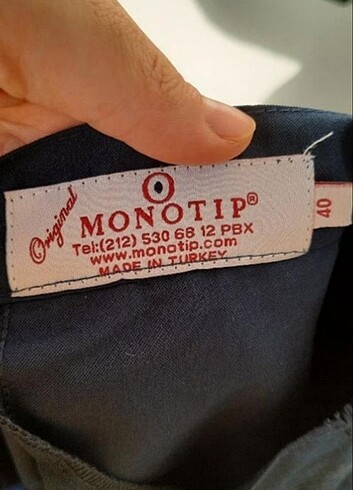 Original
MONOTIP®
Tel:(212) 530 68 12 PBX
www.monotip.com
MADE IN TURKEY
40